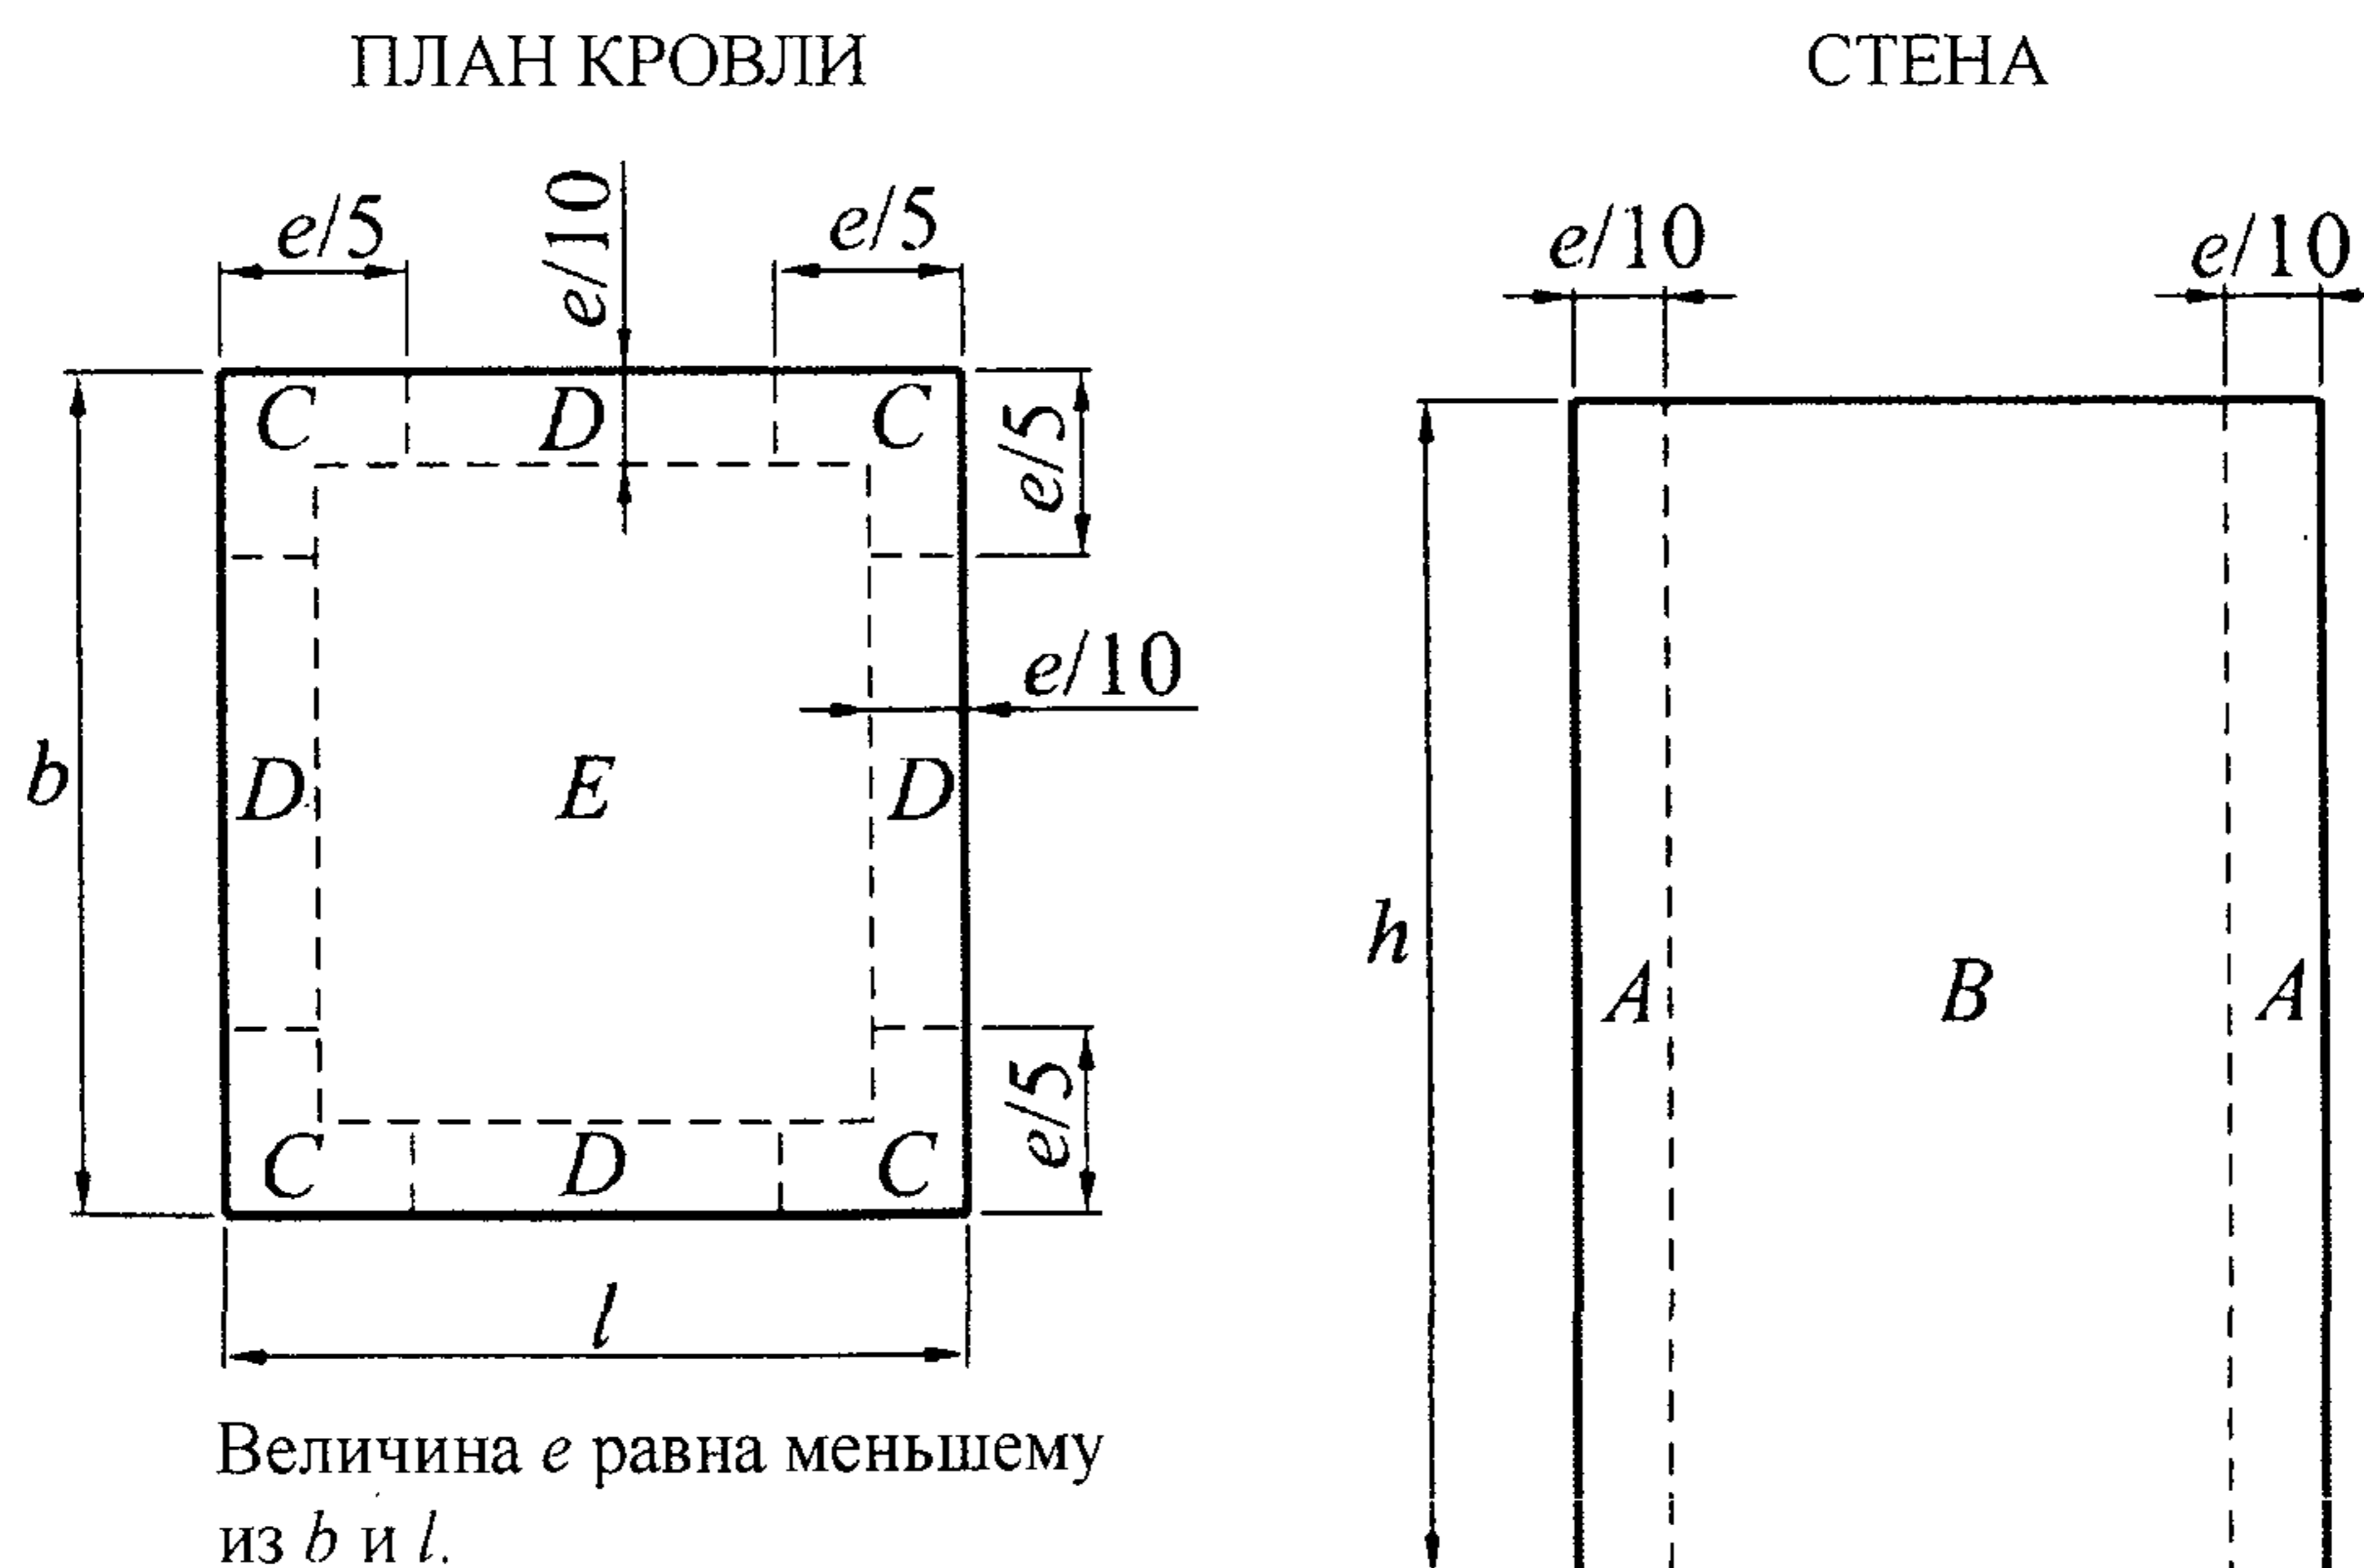 ПЛАН КРОВЛИ
СТЕНА
e/5
e/10
e/5
e/10
e/10
C
D
C
e/5
e/10
b
D
E
D
h
A
B
A
C
D
C
e/5
l
Величина e равна меньшему
из b и l.